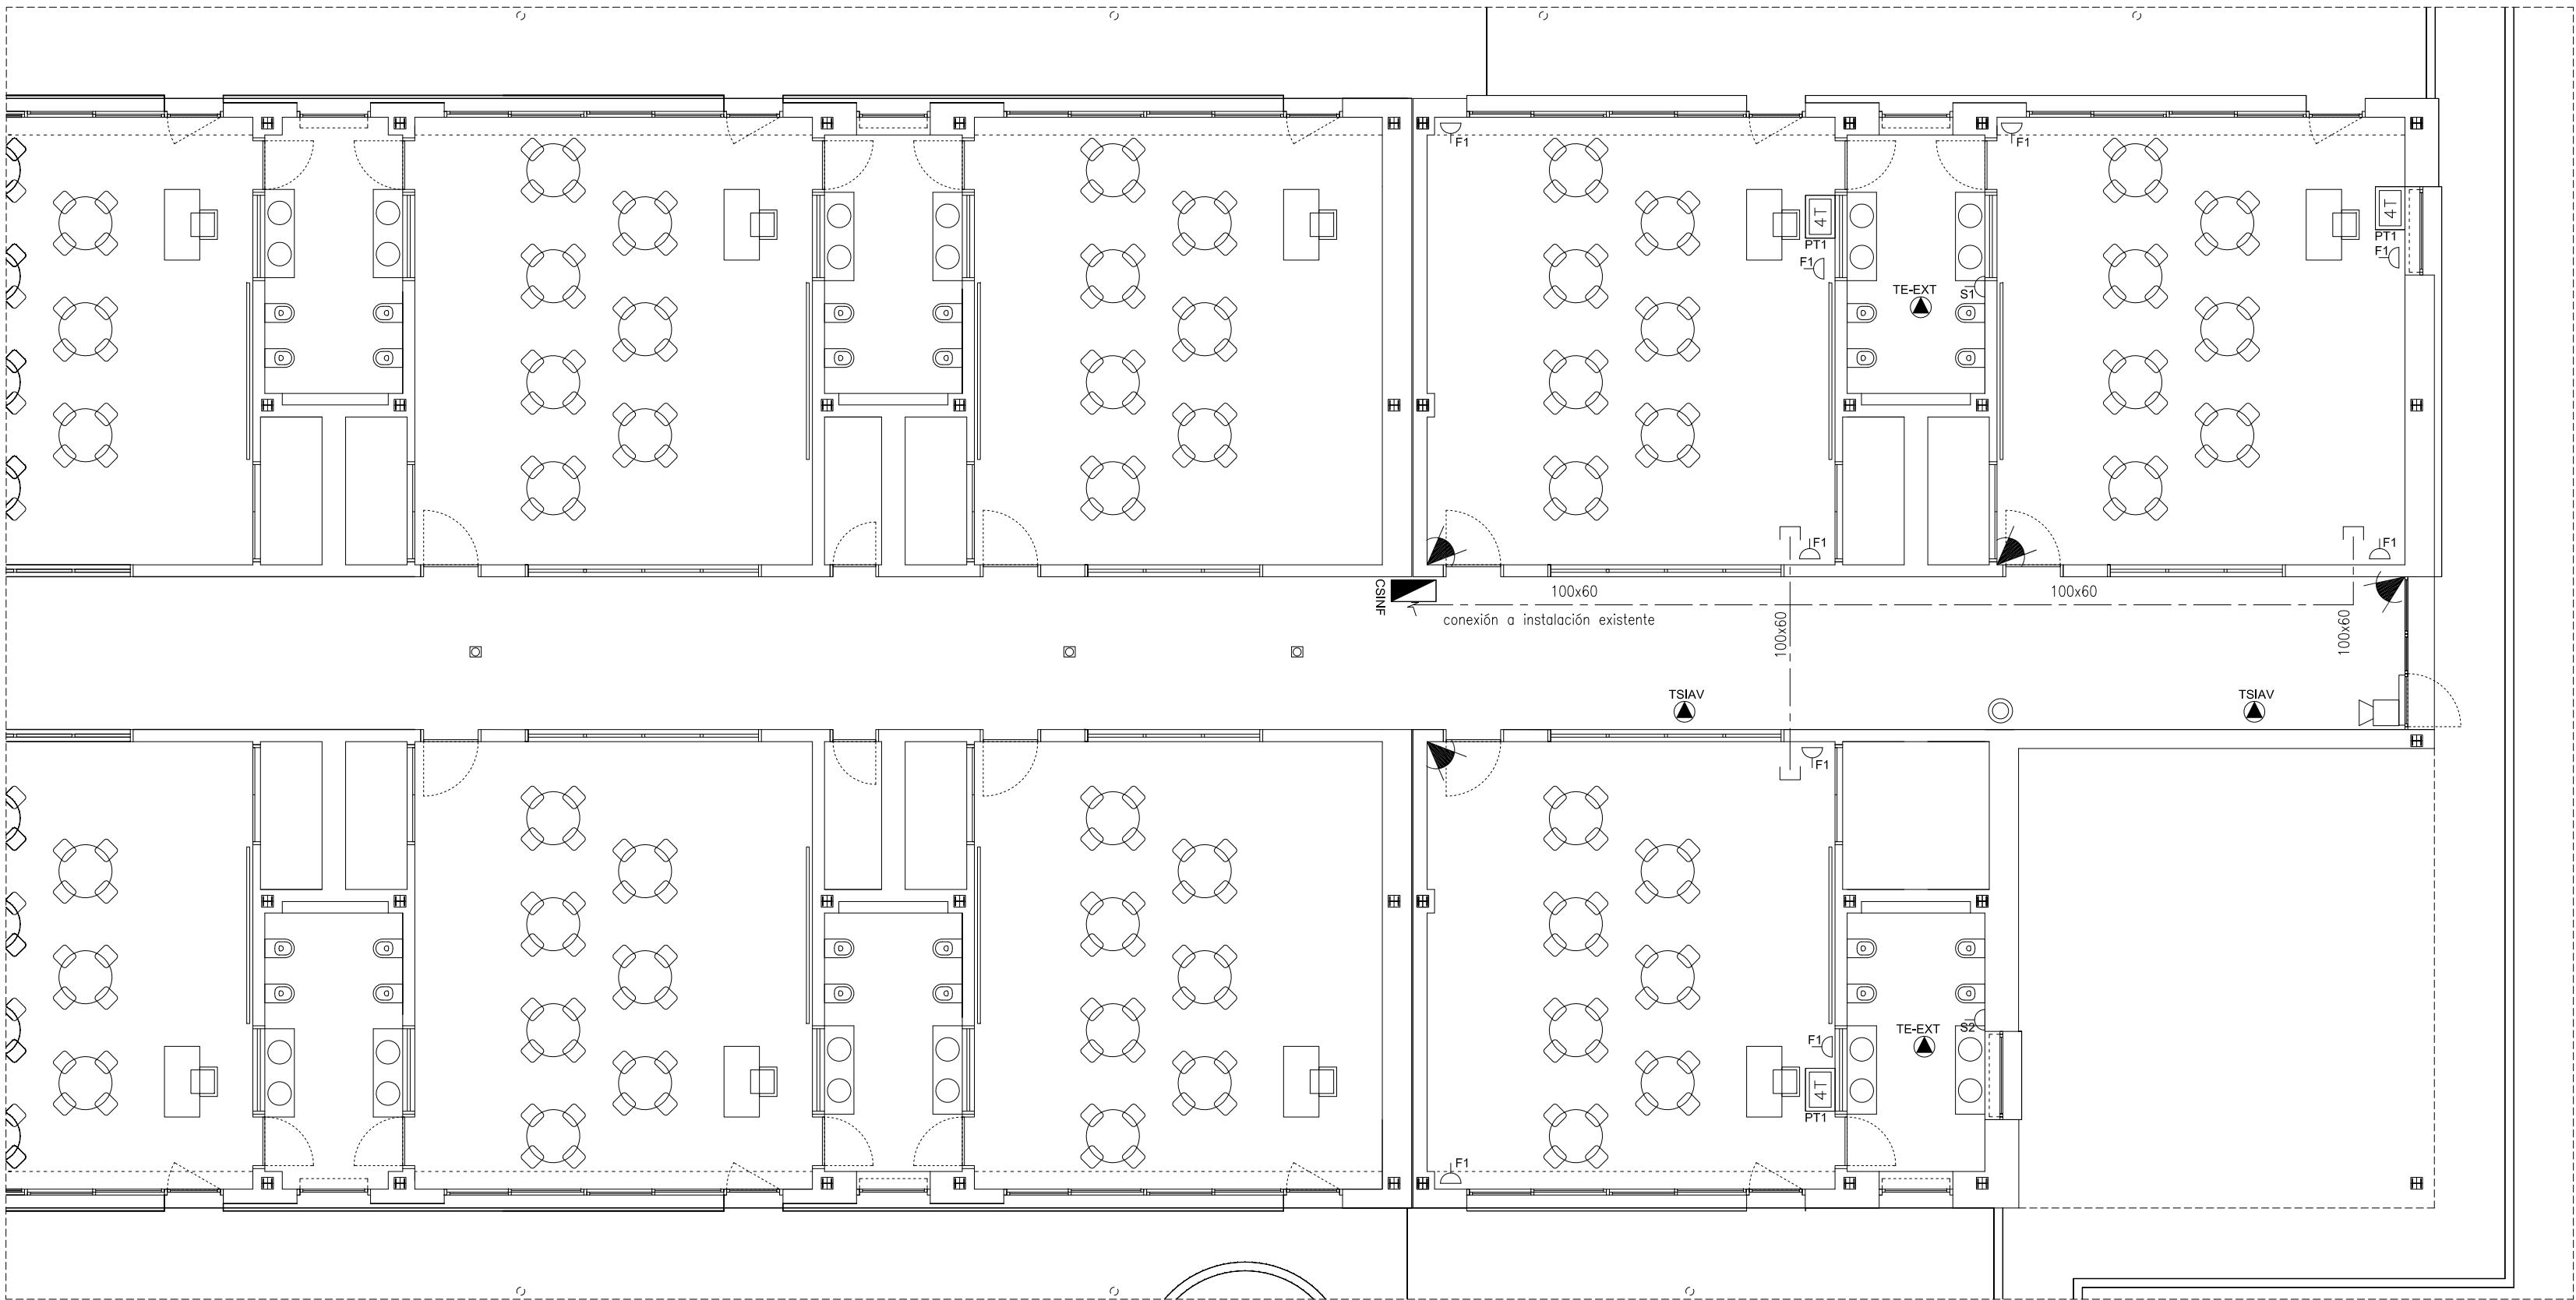 F1
F1
4T
PT1
F1
4T
PT1
F1
TE-EXT
S1
F1
F1
CSINF
100x60
100x60
conexión a instalación existente
100x60
100x60
TSIAV
TSIAV
F1
TE-EXT
S2
F1
4T
PT1
F1